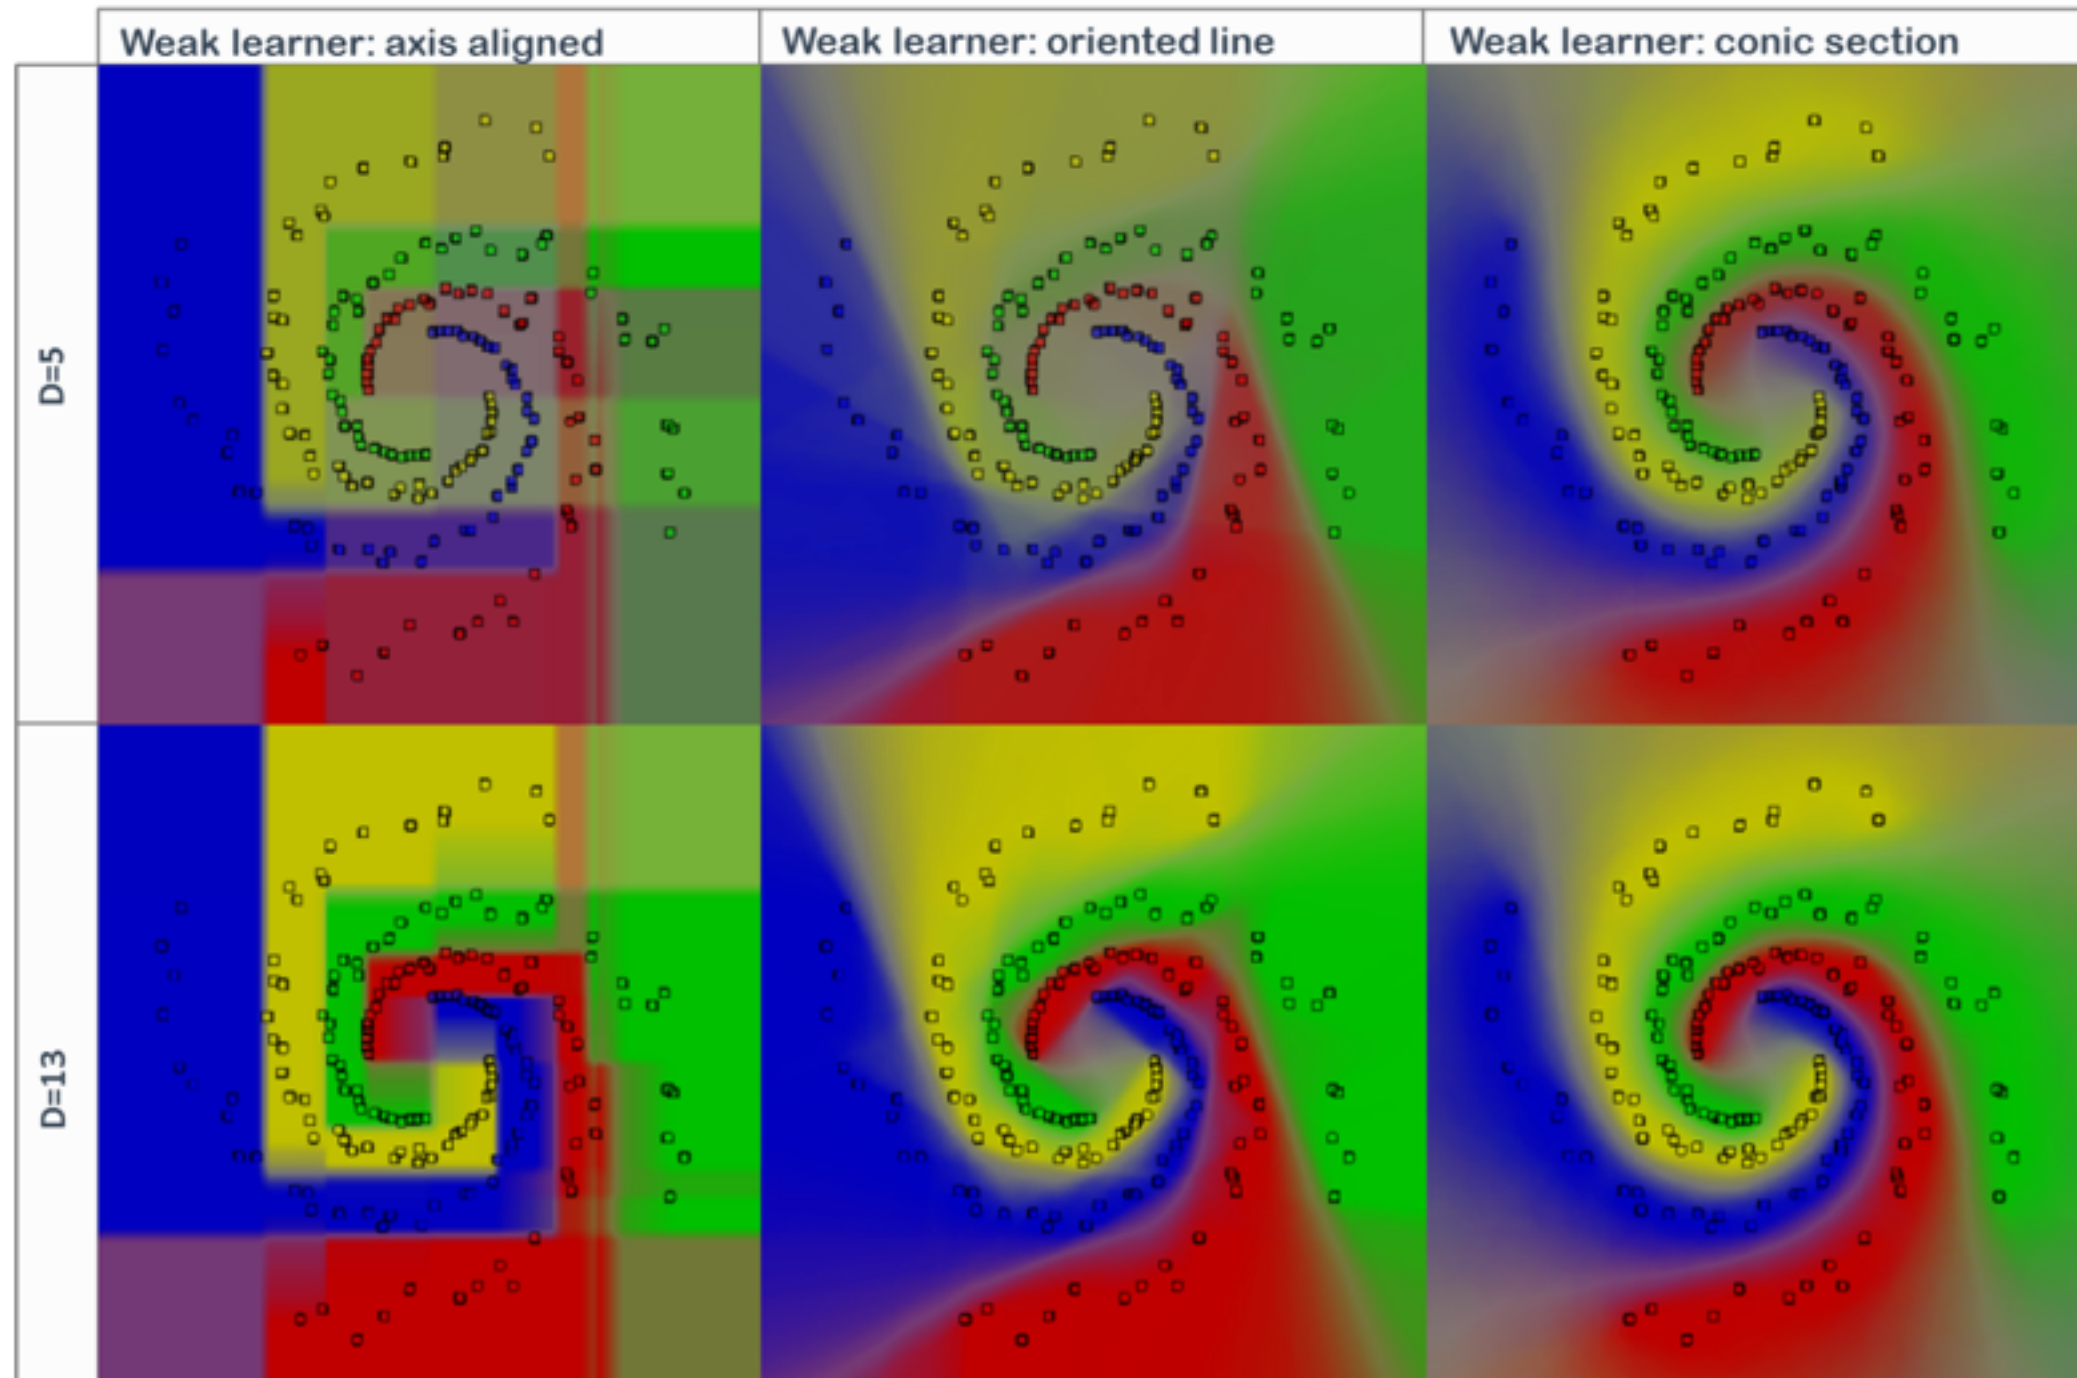 Weak learner: axis aligned
Weak learner: oriented line
Weak learner: conic section
D=5
D=13